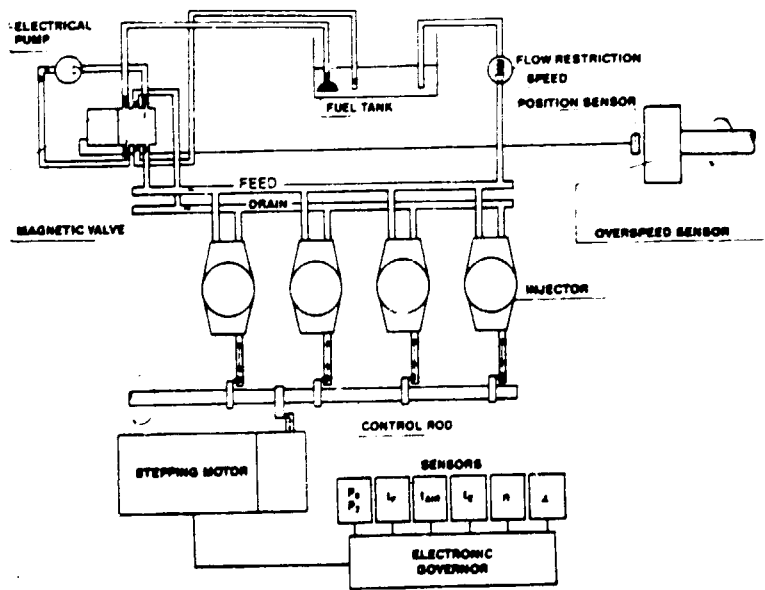 ELECTRICAL
PUMP
FLOW RESTRICTION
SPEED
POSITION SENSOR
FUEL TANK
FEED
DRAIN
MAGNETIC VALVE
OVERSPEED SENSOR
INJECTOR
CONTROL ROD
STEPPING MOTOR
SENSORS
ELECTRONIC
GOVERNOR